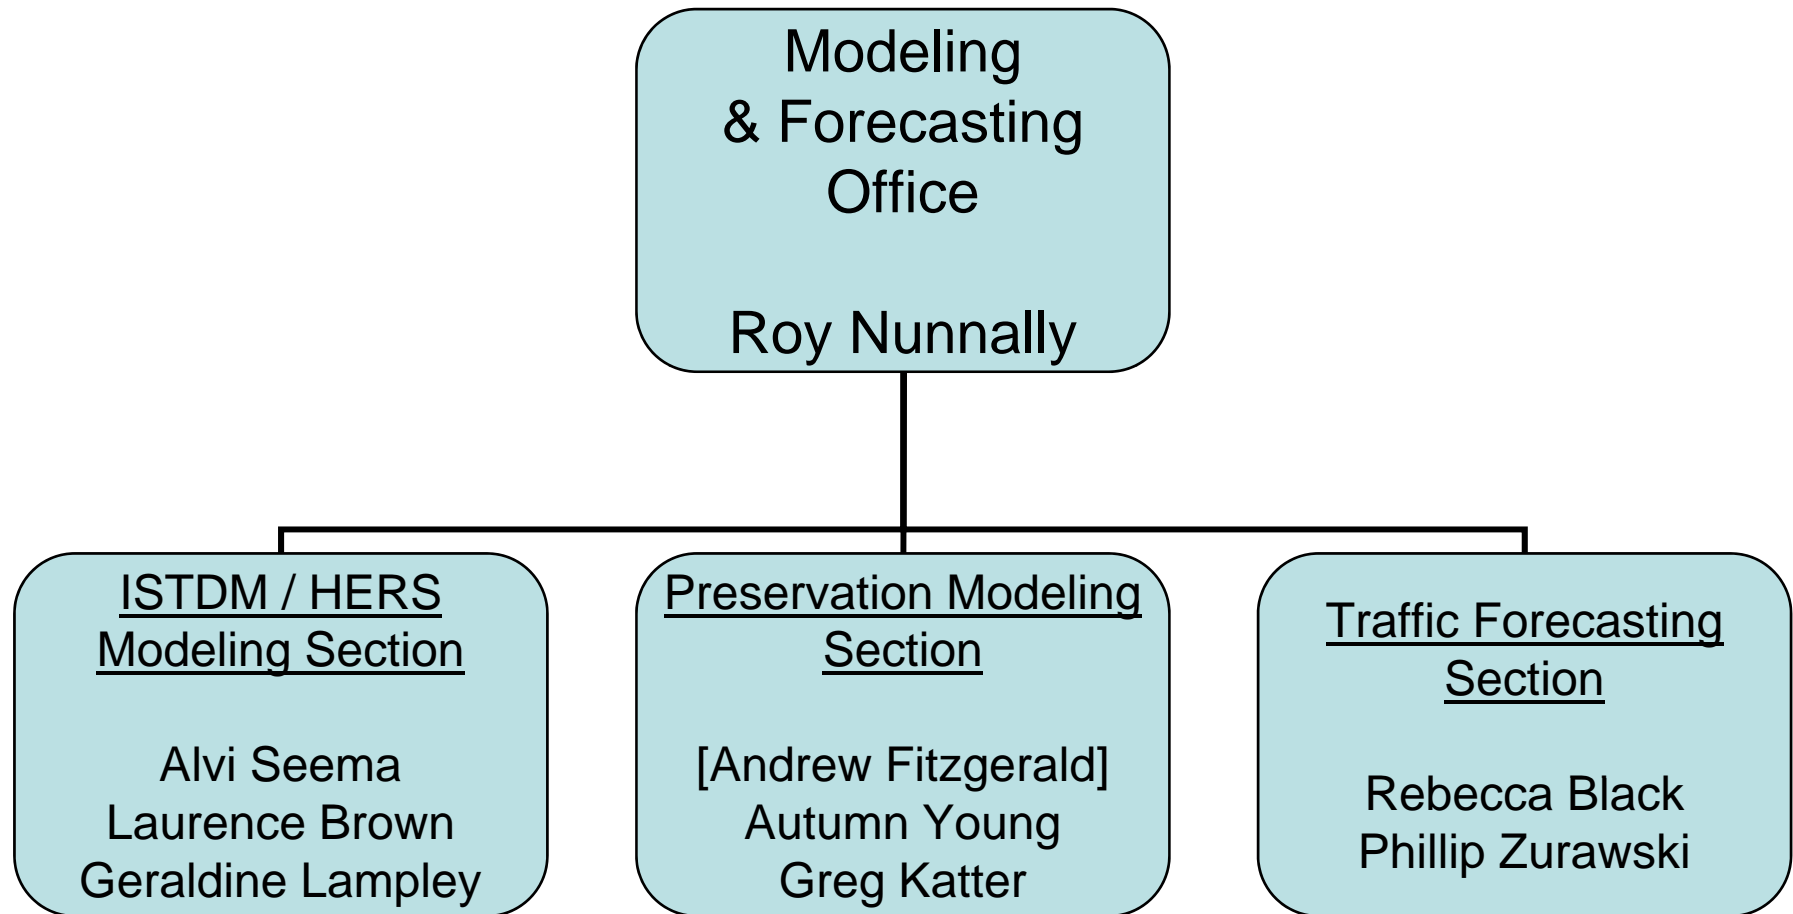 Modeling
& Forecasting
Office
Roy Nunnally
ISTDM / HERS
Modeling Section
Alvi Seema
Laurence Brown
Geraldine Lampley
Preservation Modeling
Section
[Andrew Fitzgerald]
Autumn Young
Greg Katter
Traffic Forecasting
Section
Rebecca Black
Phillip Zurawski